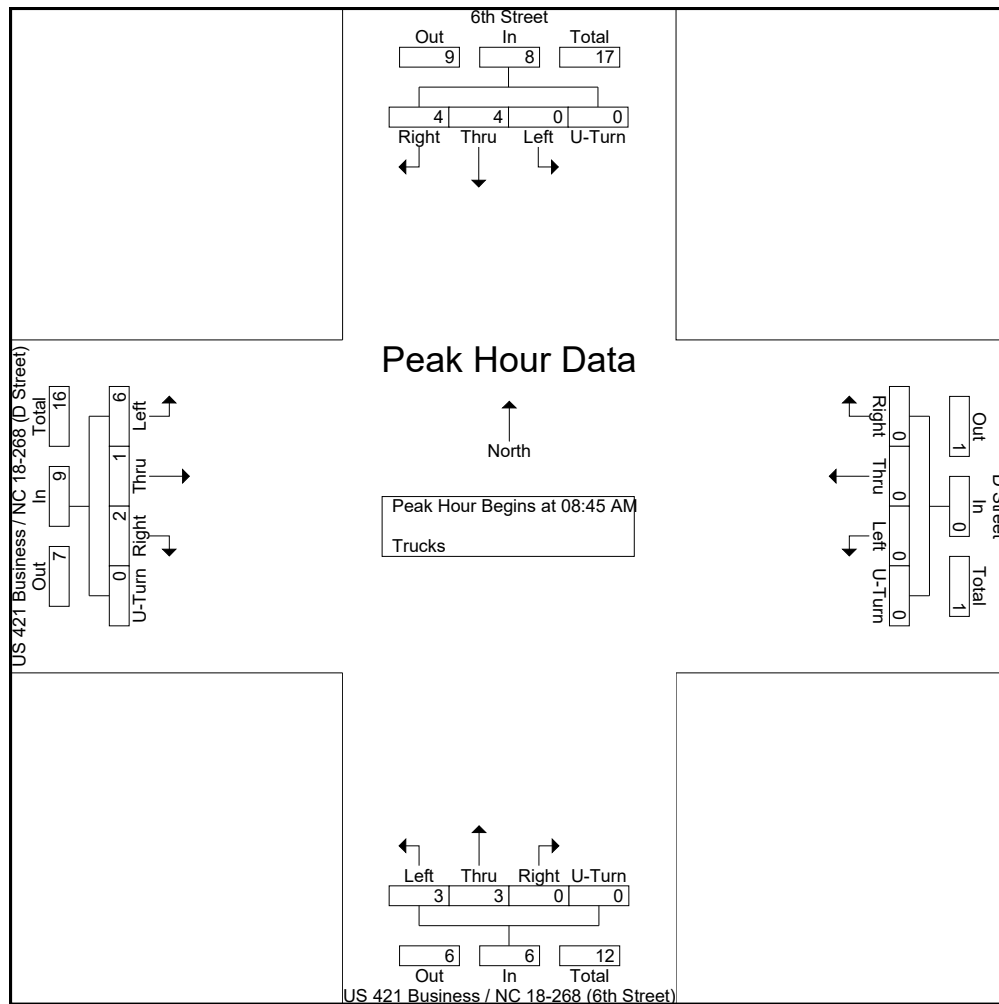 6th Street
Out In Total
9 8 17
4 4 0 0
Right Thru Left U-Turn
Peak Hour Data
North
Peak Hour Begins at 08:45 AM
Trucks
US 421 Business / NC 18-268 (D Street)
Total In Out
16 9 7
6 1 2 0
Left Thru Right U-Turn
D Street
Out In Total
1 0 1
0 0 0 0
Right Thru Left U-Turn
Left Thru Right U-Turn
3 3 0 0
6 6 12
Out In Total
US 421 Business / NC 18-268 (6th Street)